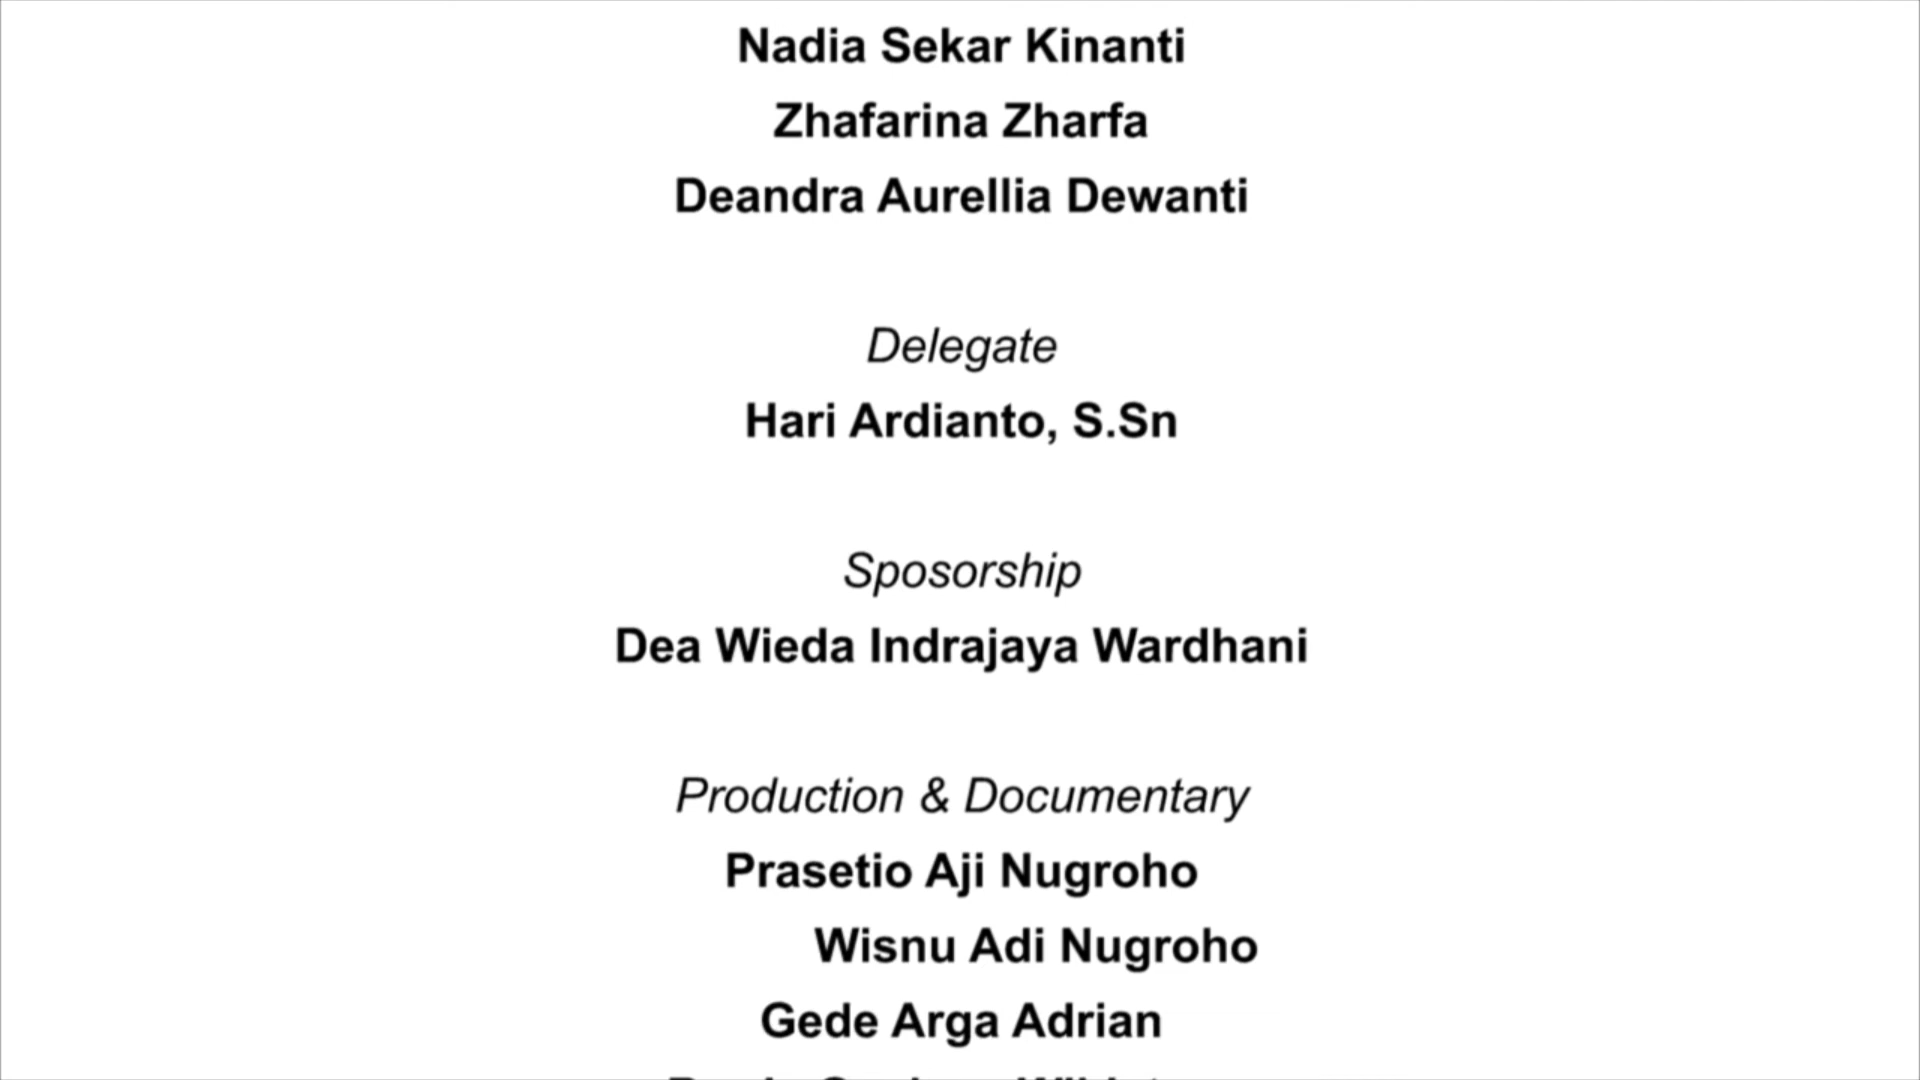 Nadia Sekar Kinanti
Zhafarina Zharfa
Deandra Aurellia Dewanti
Delegate
Hari Ardianto, S.Sn
Sposorship
Dea Wieda Indrajaya Wardhani
Production & Documentary
Prasetio Aji Nugroho
Wisnu Adi Nugroho
Gede Arga Adrian